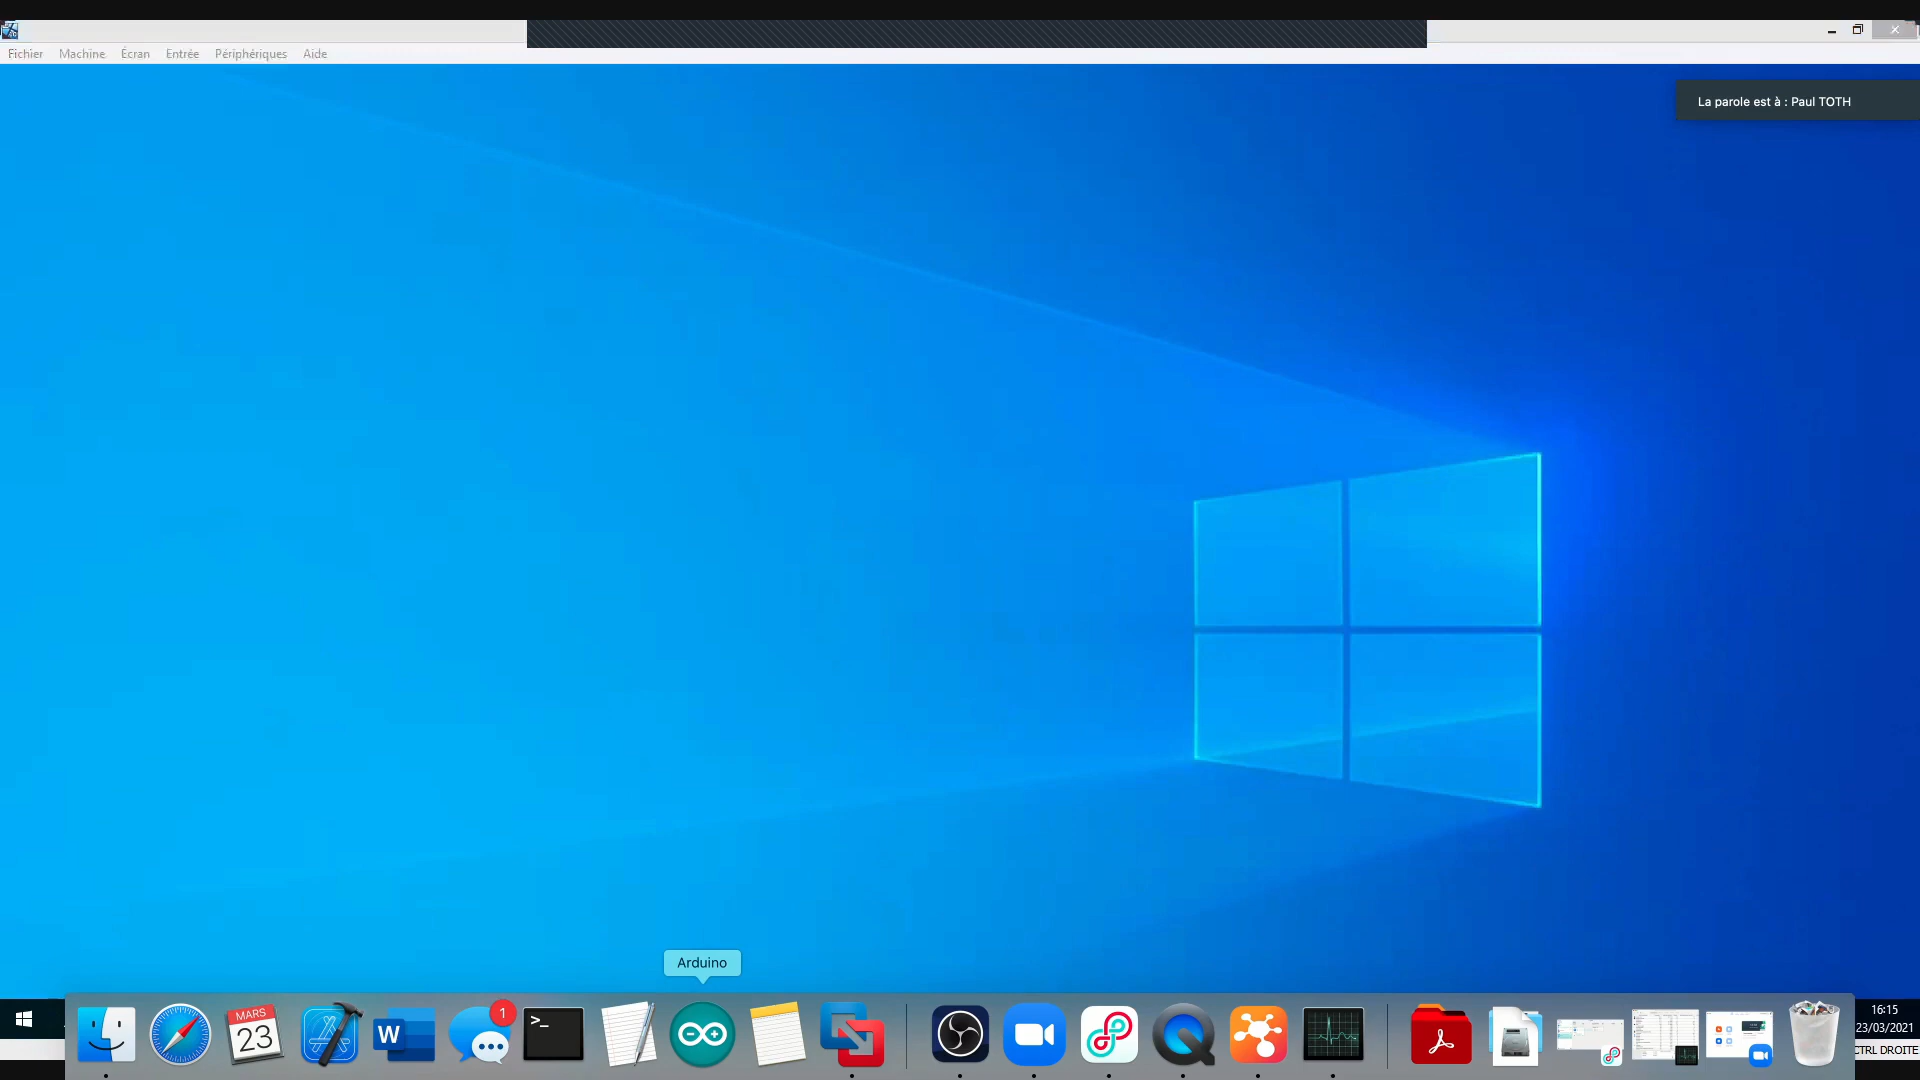 Fichier Machine Écran Entrée Périphériques Aide
La parole est à : Paul TOTH
Arduino
MARS
23
W
1
>_
16:15
23/03/2021
CTRL DROITE